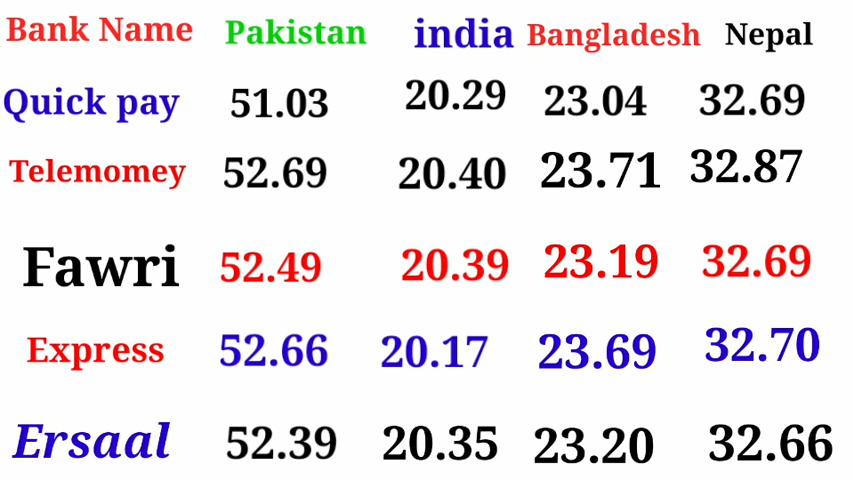 Bank Name Pakistan india Bangladesh Nepal
Quick pay 51.03 20.29 23.04 32.69
Telemomey 52.69 20.40 23.71 32.87
Fawri 52.49 20.39 23.19 32.69
Express 52.66 20.17 23.69 32.70
Ersaal 52.39 20.35 23.20 32.66